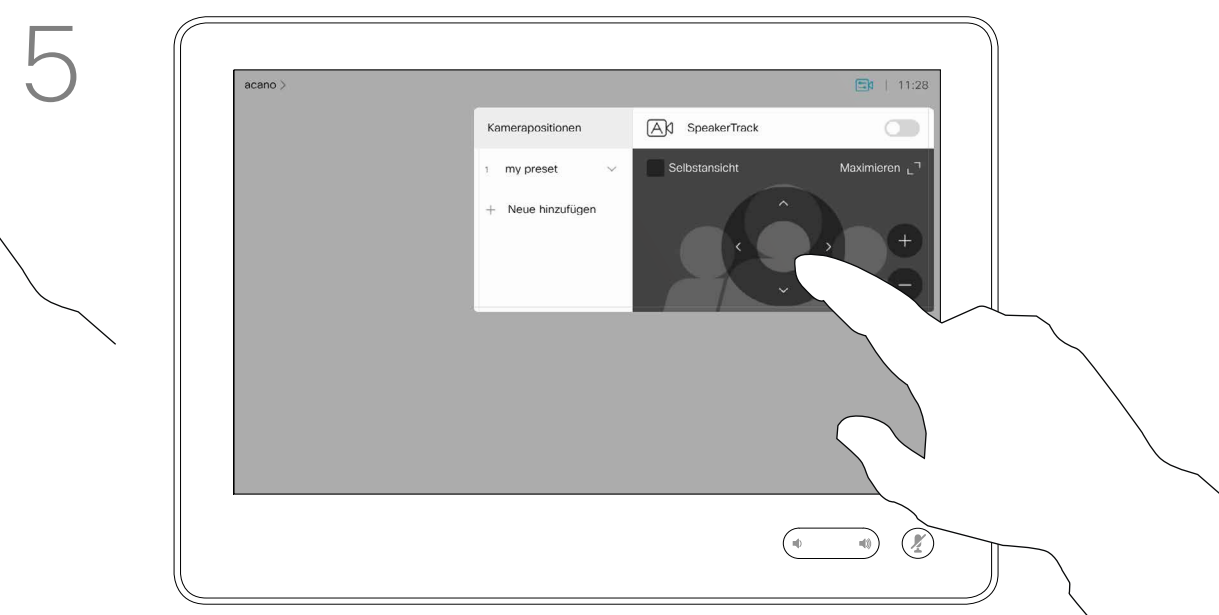 5
acano >
11:28
Kamerapositionen
SpeakerTrack
1 my preset
Selbstansicht
Maximieren
+ Neue hinzufügen